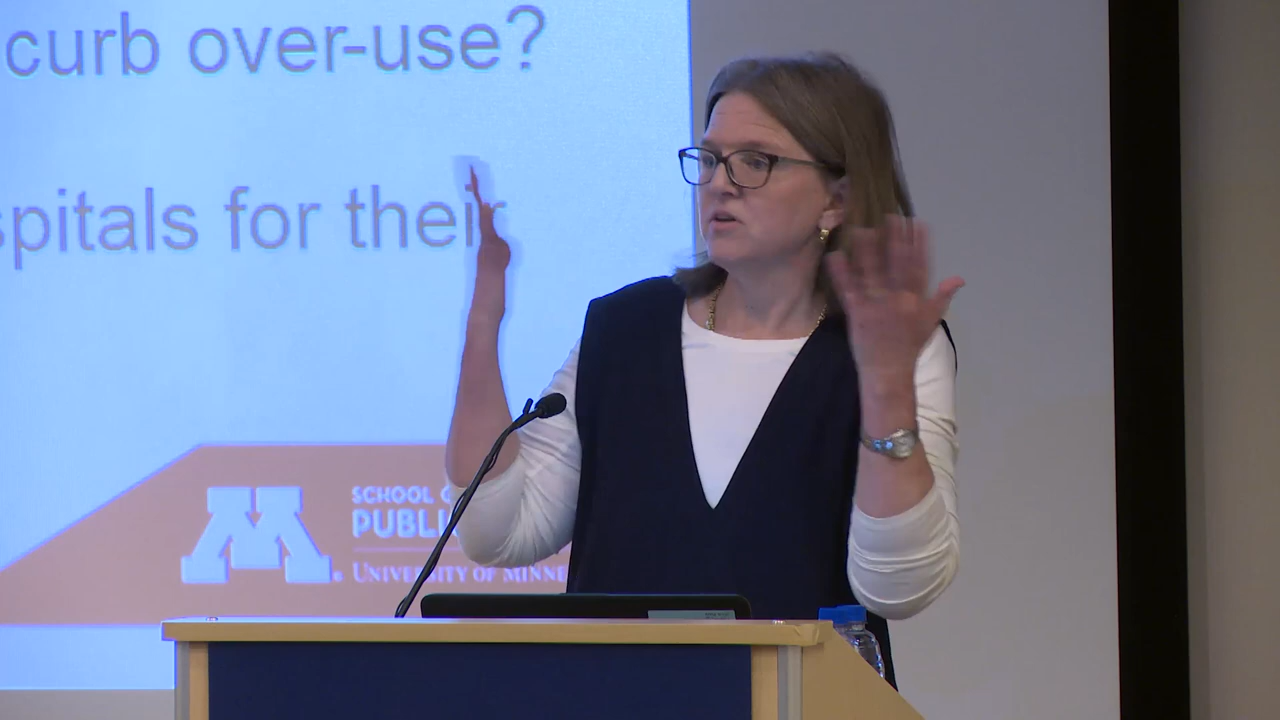 curb over-use?
spitals for their
M
SCHOOL
PUBLI
UNIVERSITY OF MINNE